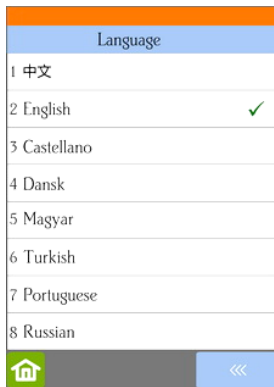 Language
1 中文
2 English
3 Castellano
4 Dansk
5 Magyar
6 Turkish
7 Portuguese
8 Russian